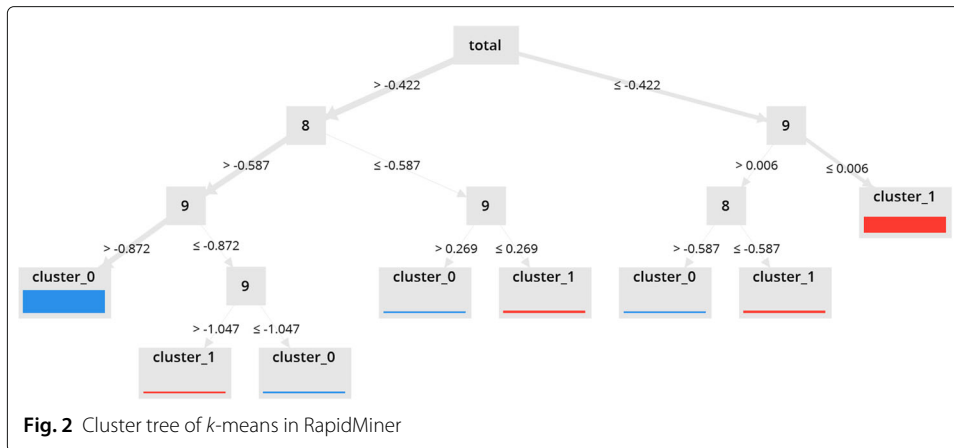 total
> -0.422
≤ -0.422
8
9
> -0.587
≤ -0.587
> 0.006
≤ 0.006
9
9
8
cluster_1
> -0.872
≤ -0.872
> 0.269
≤ 0.269
> -0.587
≤ -0.587
cluster_0
9
cluster_0
cluster_1
cluster_0
cluster_1
> -1.047
≤ -1.047
cluster_1
cluster_0
Fig. 2 Cluster tree of k-means in RapidMiner